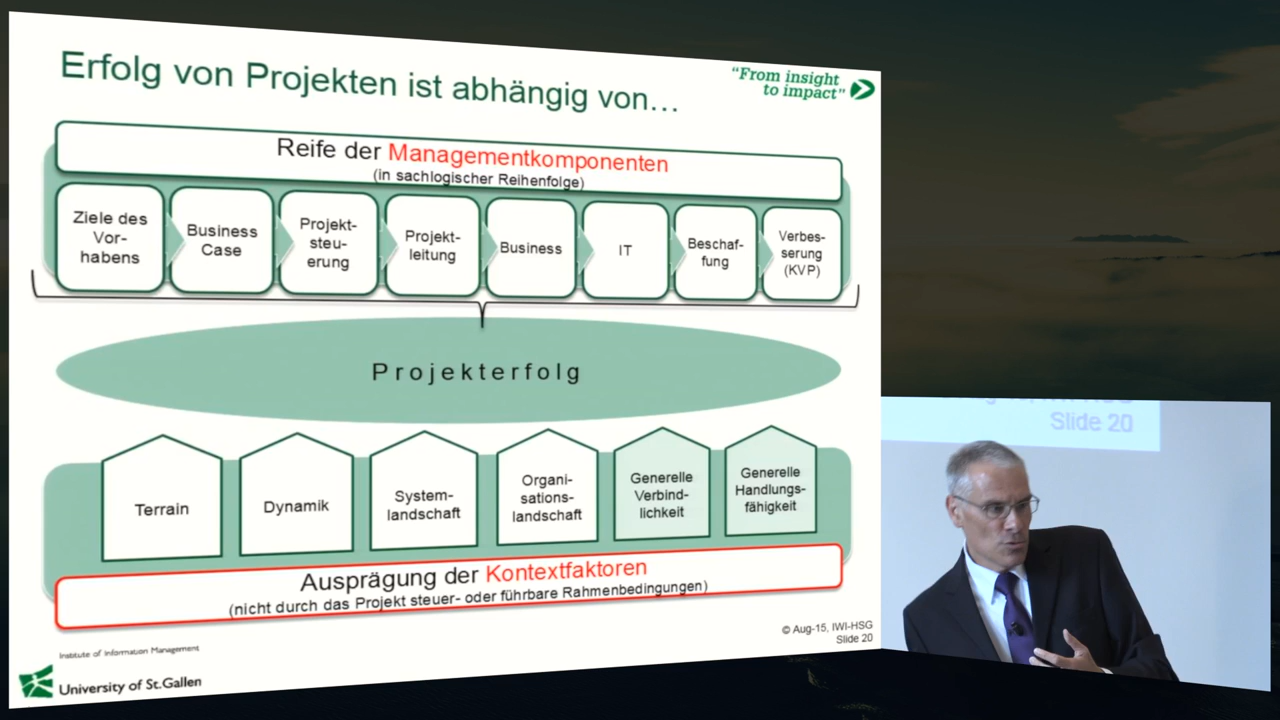 Erfolg von Projekten ist abhängig von…
"From insight
to impact"
Reife der Managementkomponenten
(in sachlogischer Reihenfolge)
Ziele des
Vor-
habens
Business
Case
Projekt-
steu-
erung
Projekt-
leitung
Business
IT
Beschaf-
fung
Verbes-
serung
(KVP)
Projekterfolg
Terrain
Dynamik
System-
landschaft
Organi-
sations-
landschaft
Generelle
Verbind-
lichkeit
Generelle
Handlungs-
fähigkeit
Ausprägung der Kontextfaktoren
(nicht durch das Projekt steuer- oder führbare Rahmenbedingungen)
© Aug-15, IWI-HSG
Slide 20
Institute of Information Management
University of St.Gallen
Slide 20